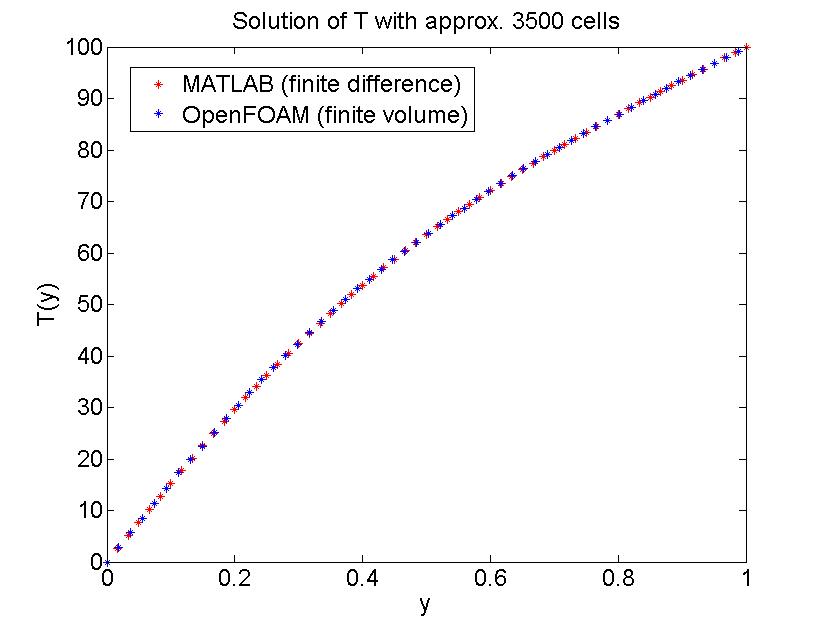 Solution of T with approx. 3500 cells
MATLAB (finite difference)
OpenFOAM (finite volume)
100
90
80
70
60
50
40
30
20
10
0
T(y)
0 0.2 0.4 0.6 0.8 1
y